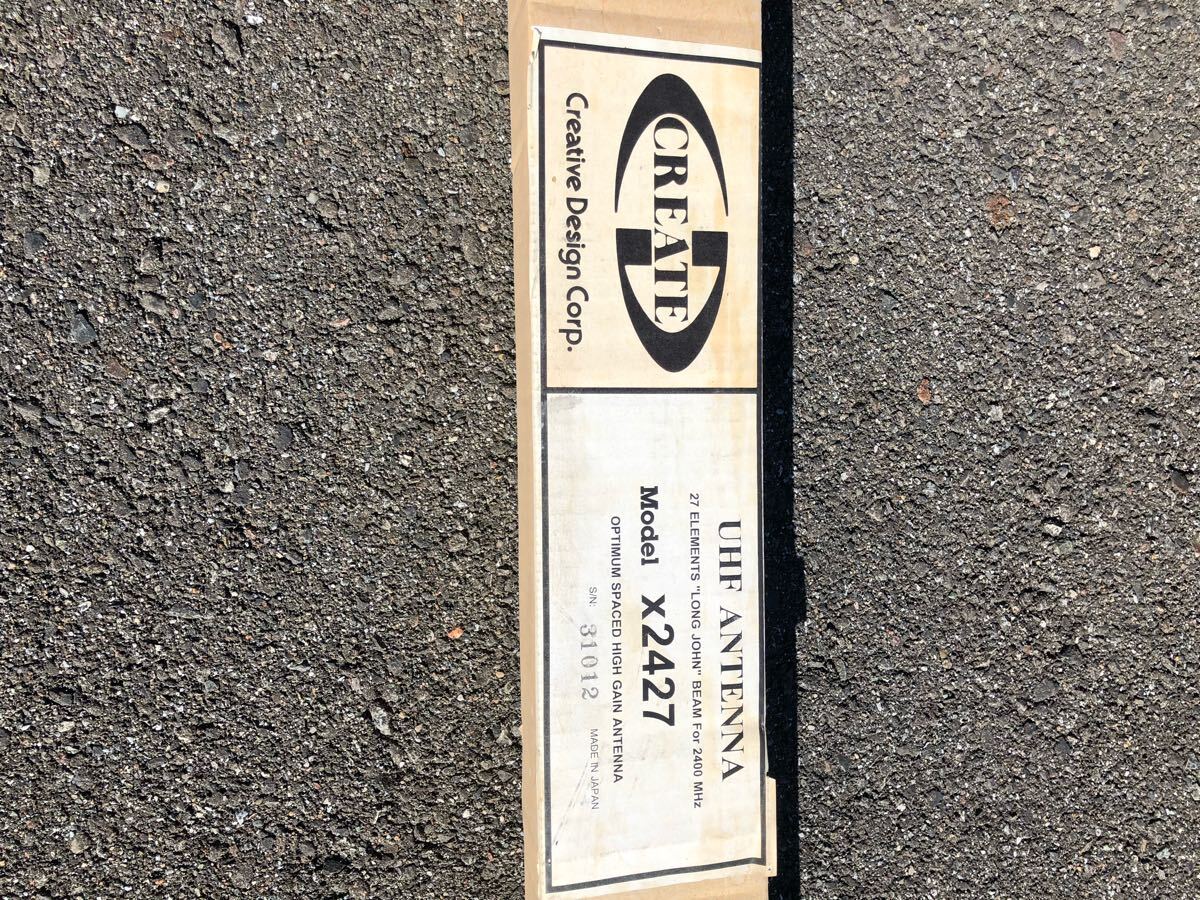 CREATE
Creative Design Corp.
UHF ANTENNA
27 ELEMENTS "LONG JOHN" BEAM For 2400 MHz
Model X2427
OPTIMUM SPACED HIGH GAIN ANTENNA
S/N: 31012 MADE IN JAPAN